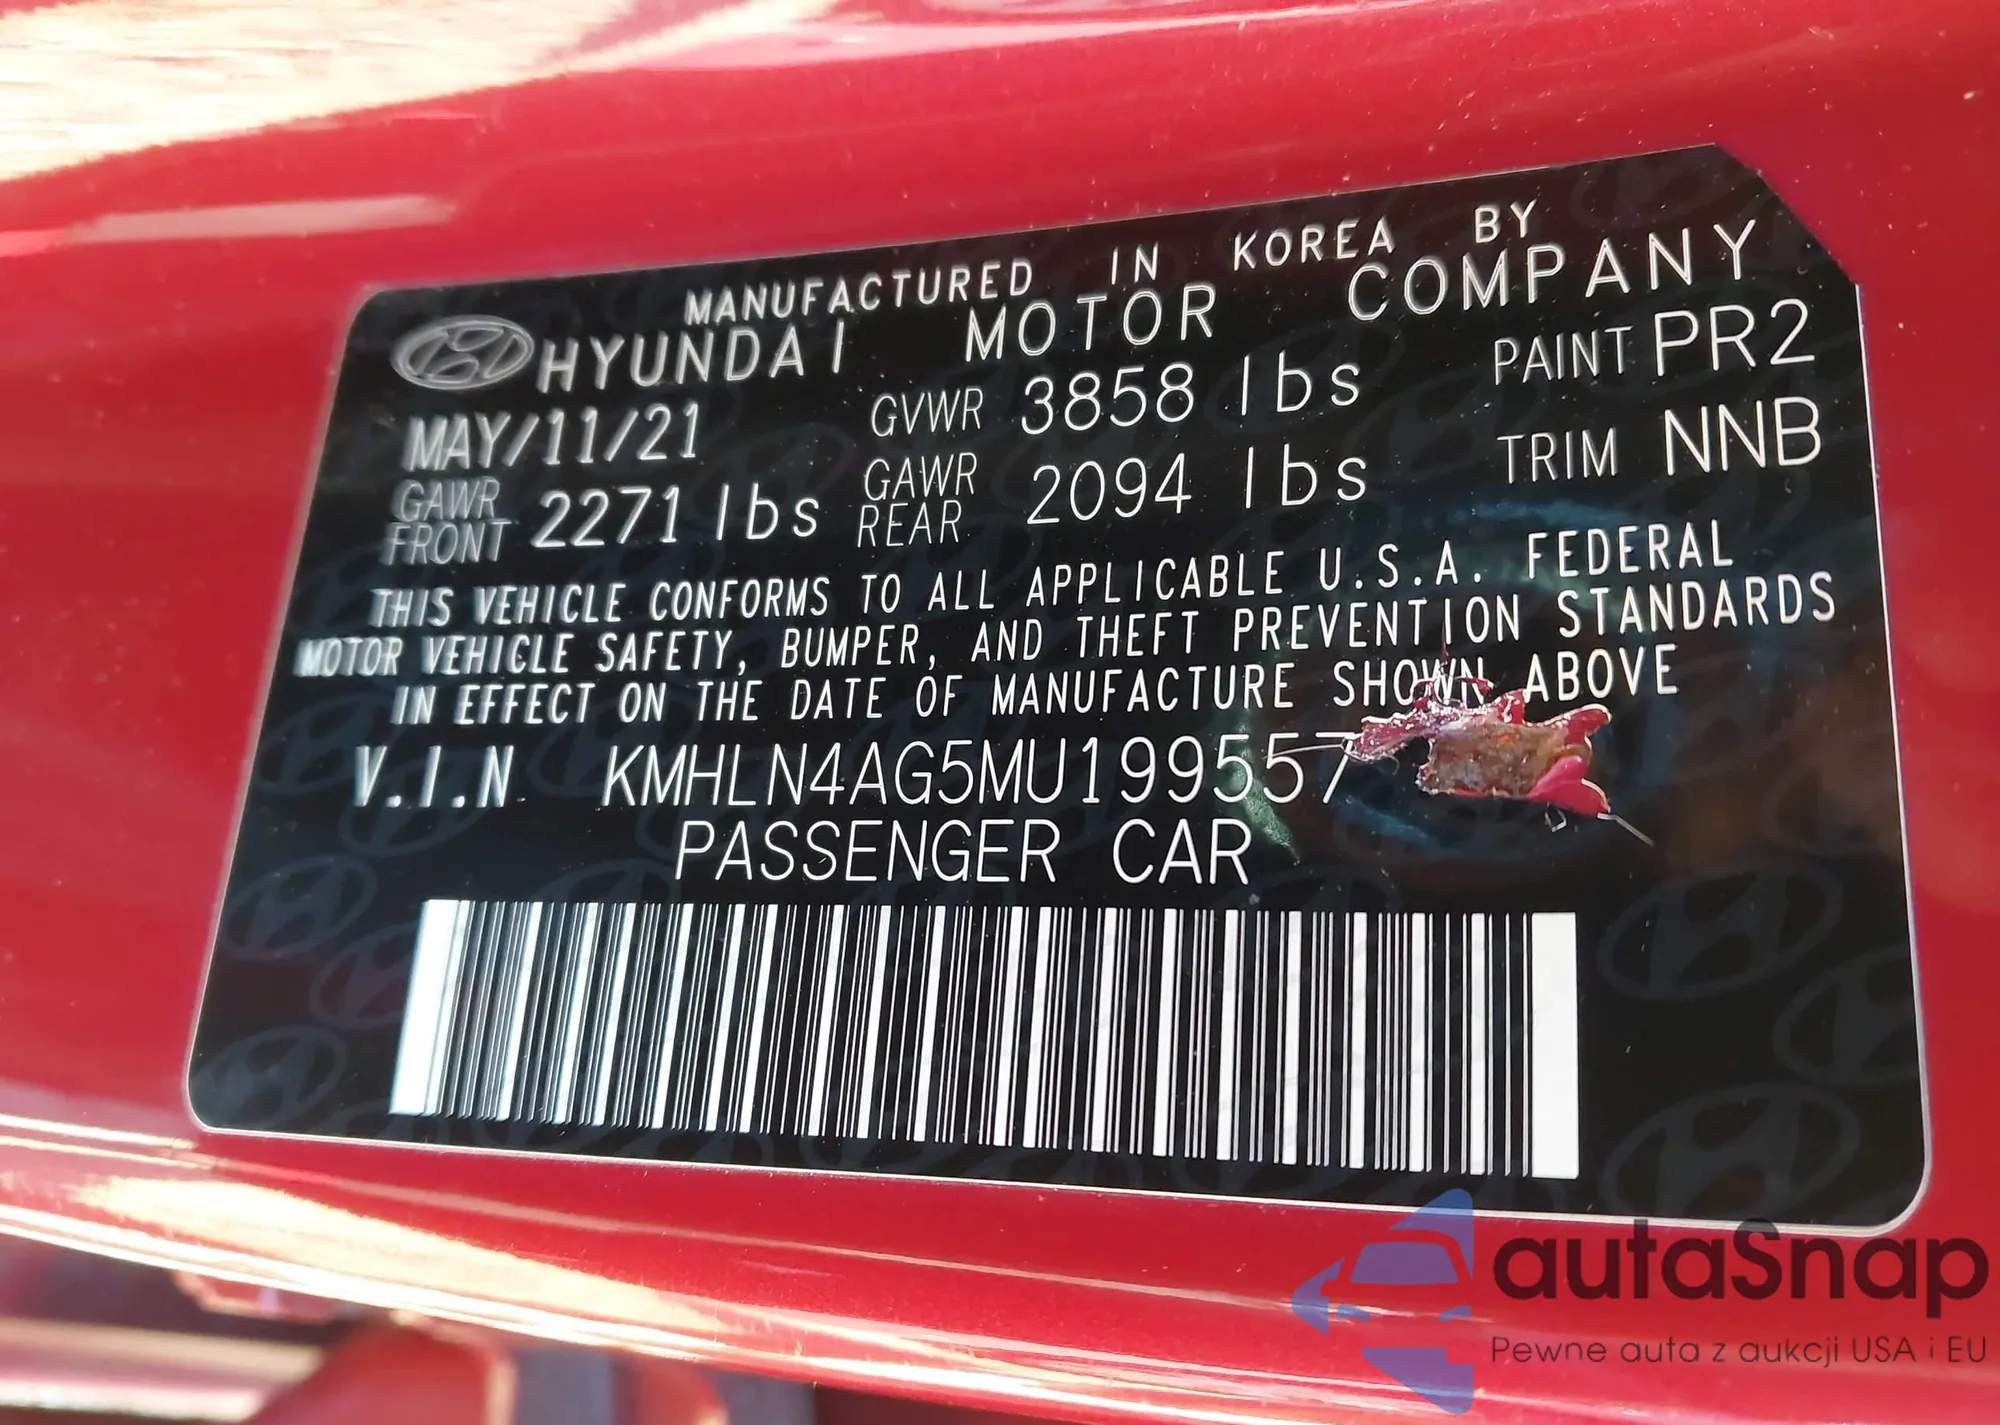 MANUFACTURED IN KOREA BY
HYUNDAI MOTOR COMPANY
MAY/11/21 GVWR 3858 lbs PAINT PR2
GAWR FRONT 2271 lbs GAWR REAR 2094 lbs TRIM NNB
THIS VEHICLE CONFORMS TO ALL APPLICABLE U.S.A. FEDERAL
MOTOR VEHICLE SAFETY, BUMPER, AND THEFT PREVENTION STANDARDS
IN EFFECT ON THE DATE OF MANUFACTURE SHOWN ABOVE
V.I.N. KMHLN4AG5MU199557
PASSENGER CAR
autaSnap
Pewne auta z aukcji USA i EU